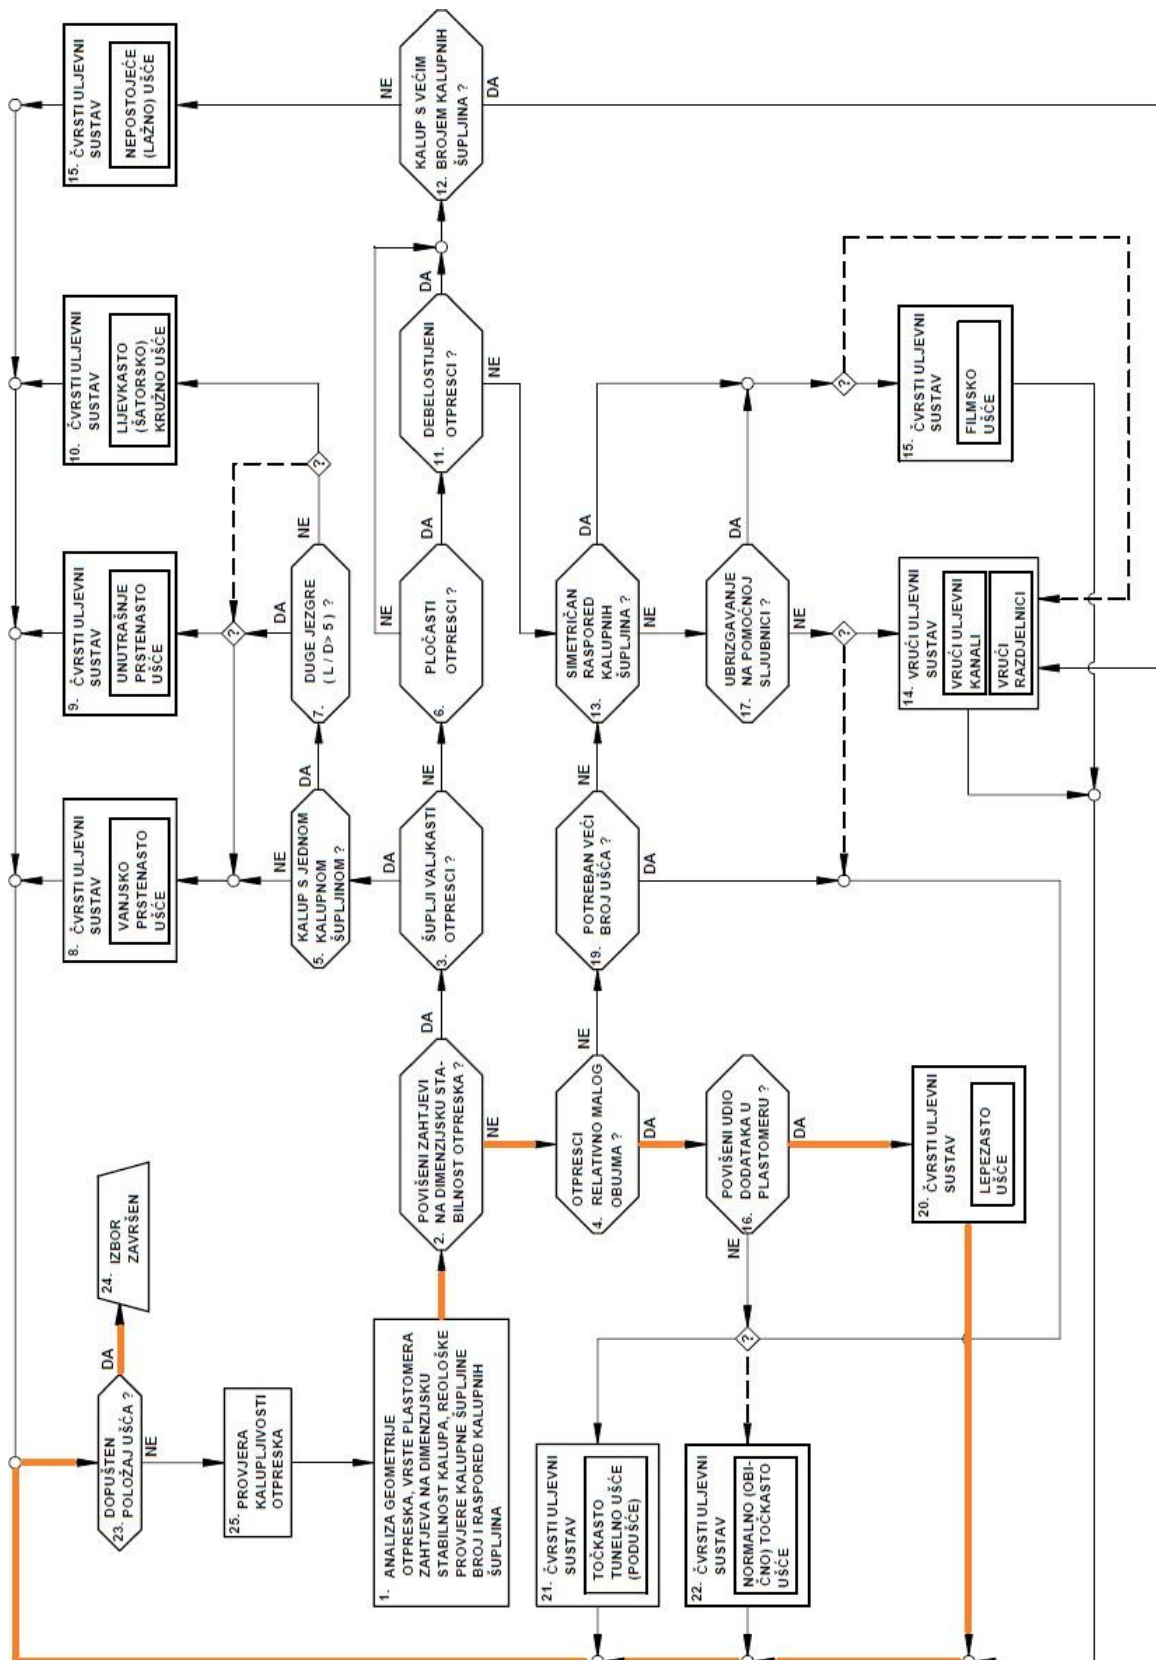 1. ANALIZA GEOMETRIJE
OTPRESKA, VRSTE PLASTOMERA
ZAHTJEVA NA DIMENZIJSKU
STABILNOST KALUPA, REOLOŠKE
PROVJERE KALUPNE ŠUPLJINE
BROJ I RASPORED KALUPNIH
ŠUPLJINA
2. POVIŠENI ZAHTJEVI
NA DIMENZIJSKU STA-
BILNOST OTPRESKA ?
DA
NE
3. ŠUPLJI VALJKASTI
OTPRESCI ?
DA
NE
4. OTPRESCI
RELATIVNO MALOG
OBUJMA ?
NE
DA
5. KALUP S JEDNOM
KALUPNOM
ŠUPLJINOM ?
NE
DA
6. PLOČASTI
OTPRESCI ?
NE
DA
7. DUGE JEZGRE
( L / D> 5 ) ?
DA
NE
?
?
8. ČVRSTI ULJEVNI
SUSTAV
VANJSKO
PRSTENASTO
UŠĆE
9. ČVRSTI ULJEVNI
SUSTAV
UNUTRAŠNJE
PRSTENASTO
UŠĆE
10. ČVRSTI ULJEVNI
SUSTAV
LIJEVKASTO
(ŠATORSKO)
KRUŽNO UŠĆE
11. DEBELOSTIJENI
OTPRESCI ?
DA
NE
12. KALUP S VEĆIM
BROJEM KALUPNIH
ŠUPLJINA ?
NE
DA
15. ČVRSTI ULJEVNI
SUSTAV
NEPOSTOJEĆE
(LAŽNO) UŠĆE
13. SIMETRIČAN
RASPORED
KALUPNIH
ŠUPLJINA ?
DA
NE
17. UBRIZGAVANJE
NA POMOĆNOJ
SLJUBNICI ?
DA
NE
?
?
14. VRUĆI ULJEVNI
SUSTAV
VRUĆI ULJEVNI
KANALI
VRUĆI
RAZDJELNICI
15. ČVRSTI ULJEVNI
SUSTAV
FILMSKO
UŠĆE
19. POTREBAN VEĆI
BROJ UŠĆA ?
NE
DA
16. POVIŠENI UDIO
DODATAKA U
PLASTOMERU ?
NE
DA
?
20. ČVRSTI ULJEVNI
SUSTAV
LEPEZASTO
UŠĆE
21. ČVRSTI ULJEVNI
SUSTAV
TOČKASTO
TUNELNO UŠĆE
(PODUŠĆE)
22. ČVRSTI ULJEVNI
SUSTAV
NORMALNO (OBI-
ČNO) TOČKASTO
UŠĆE
23. DOPUŠTEN
POLOŽAJ UŠĆA ?
DA
NE
24. IZBOR
ZAVRŠEN
25. PROVJERA
KALUPLJIVOSTI
OTPRESKA